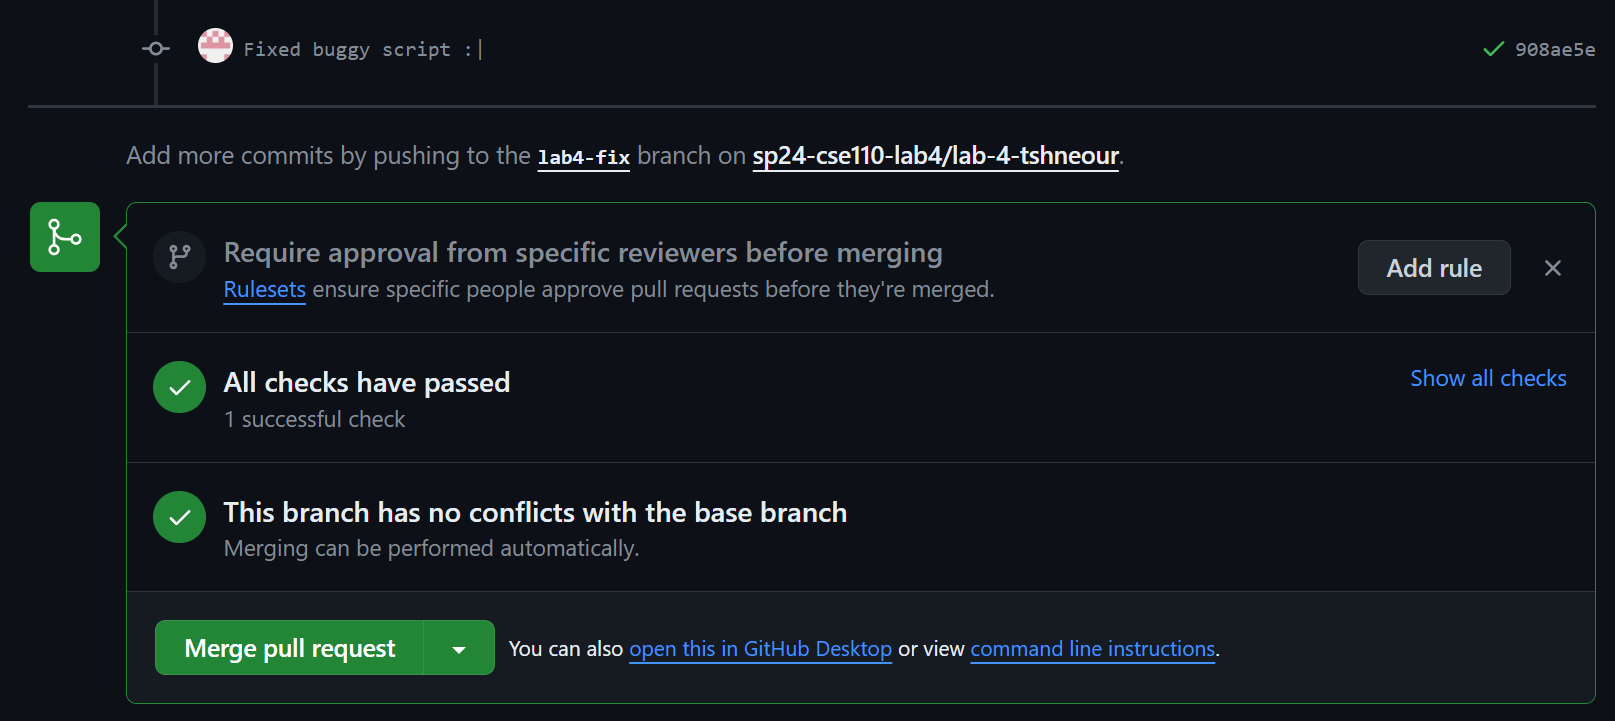 Fixed buggy script :|
908ae5e
Add more commits by pushing to the lab4-fix branch on sp24-cse110-lab4/lab-4-tshneour.
Require approval from specific reviewers before merging
Rulesets ensure specific people approve pull requests before they're merged.
Add rule
All checks have passed
1 successful check
Show all checks
This branch has no conflicts with the base branch
Merging can be performed automatically.
Merge pull request
You can also open this in GitHub Desktop or view command line instructions.